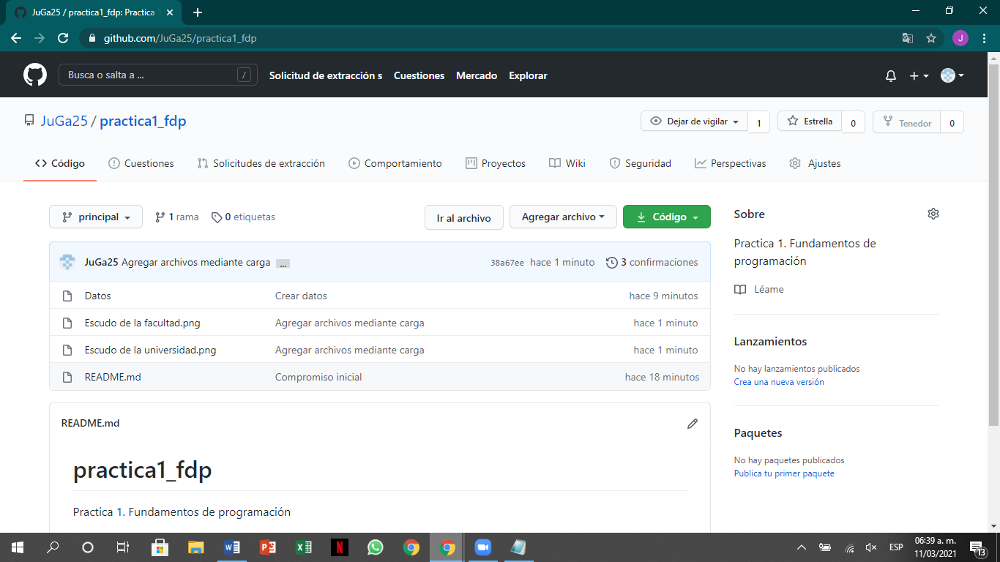 JuGa25 / practica1_fdp: Practica 1
github.com/JuGa25/practica1_fdp
J
Busca o salta a ...
/
Solicitud de extracción s Cuestiones Mercado Explorar
JuGa25 / practica1_fdp
Dejar de vigilar 1
Estrella 0
Tenedor 0
Código Cuestiones Solicitudes de extracción Comportamiento Proyectos Wiki Seguridad Perspectivas Ajustes
principal 1 rama 0 etiquetas
Ir al archivo Agregar archivo Código
JuGa25 Agregar archivos mediante carga ... 38a67ee hace 1 minuto 3 confirmaciones
Datos Crear datos hace 9 minutos
Escudo de la facultad.png Agregar archivos mediante carga hace 1 minuto
Escudo de la universidad.png Agregar archivos mediante carga hace 1 minuto
README.md Compromiso inicial hace 18 minutos
README.md
practica1_fdp
Practica 1. Fundamentos de programación
Sobre
Practica 1. Fundamentos de
programación
Léame
Lanzamientos
No hay lanzamientos publicados
Crea una nueva versión
Paquetes
No hay paquetes publicados
Publica tu primer paquete
ESP
06:39 a. m.
11/03/2021
13